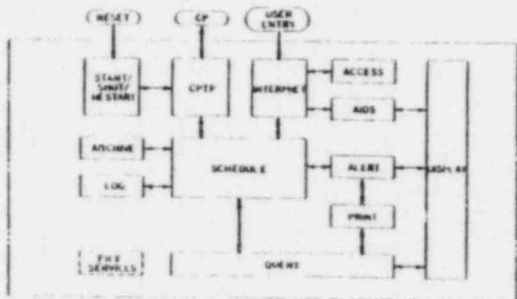 RESET
CP
USER
ENTRY
START/
SHUT/
RESTART
CPTP
INTERPRET
ACCESS
AIDS
ARCHIVE
SCHEDULE
ALERT
DISPLAY
LOG
PRINT
FILE
SERVICES
QUERY